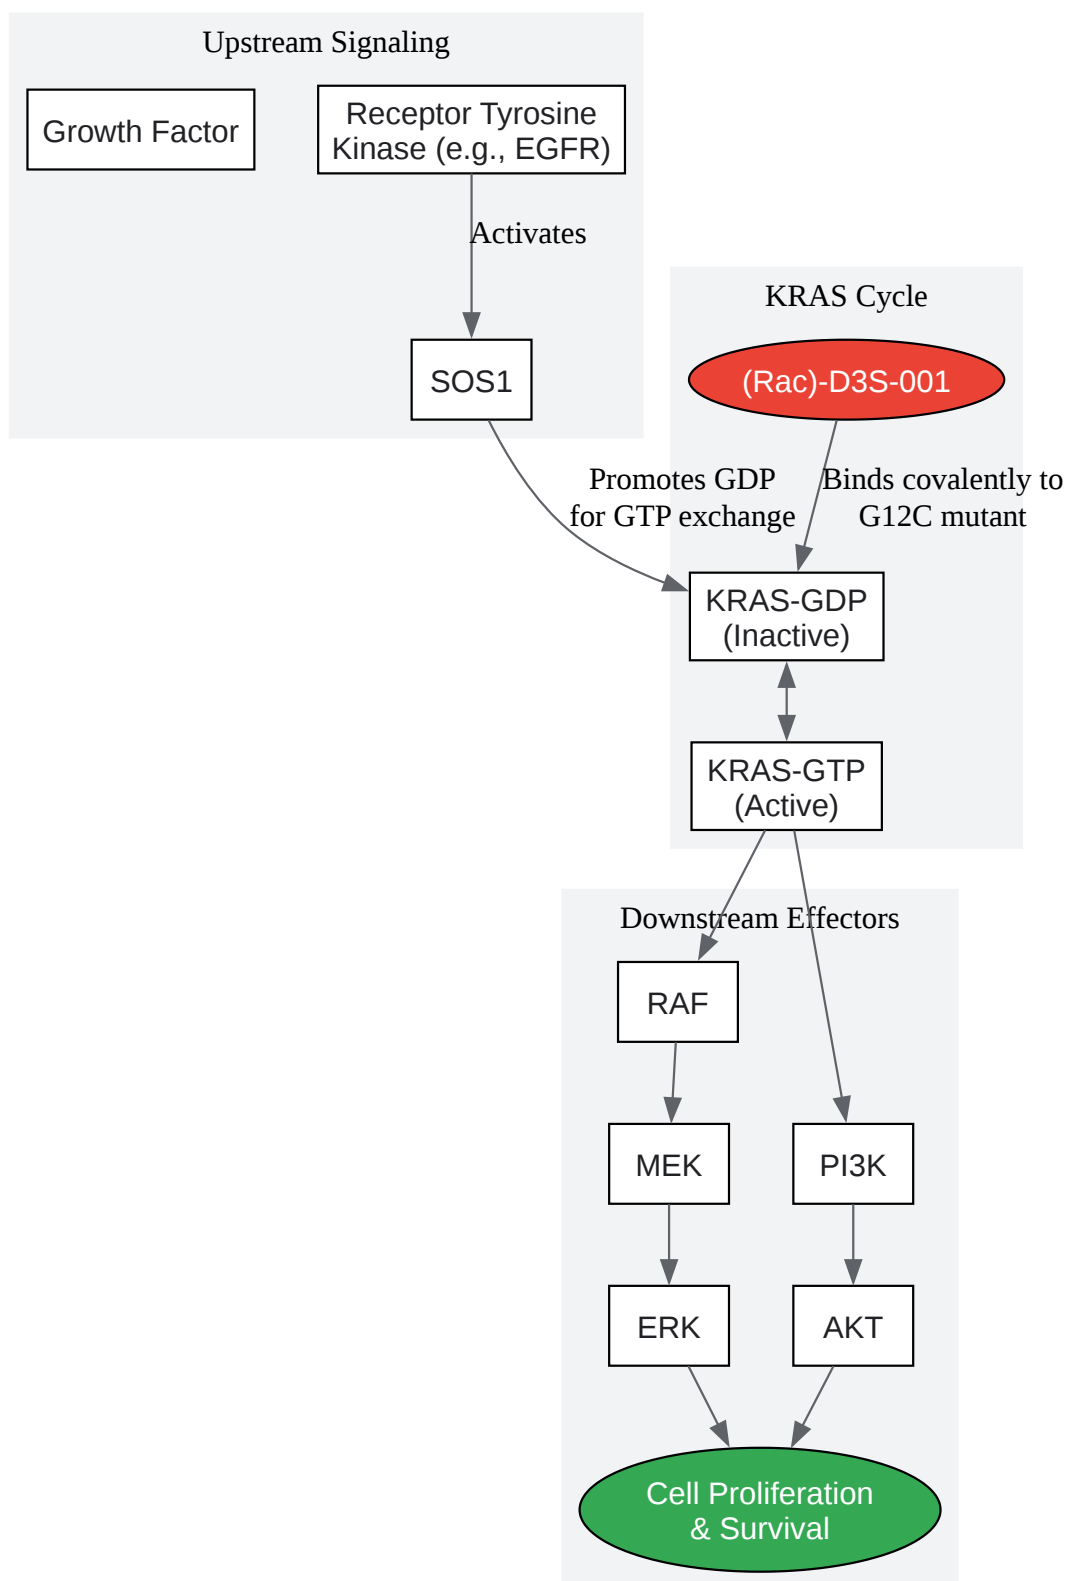 Upstream Signaling
Growth Factor
Receptor Tyrosine
Kinase (e.g., EGFR)
Activates
SOS1
KRAS Cycle
(Rac)-D3S-001
Promotes GDP
for GTP exchange
Binds covalently to
G12C mutant
KRAS-GDP
(Inactive)
KRAS-GTP
(Active)
Downstream Effectors
RAF
MEK
PI3K
ERK
AKT
Cell Proliferation
& Survival